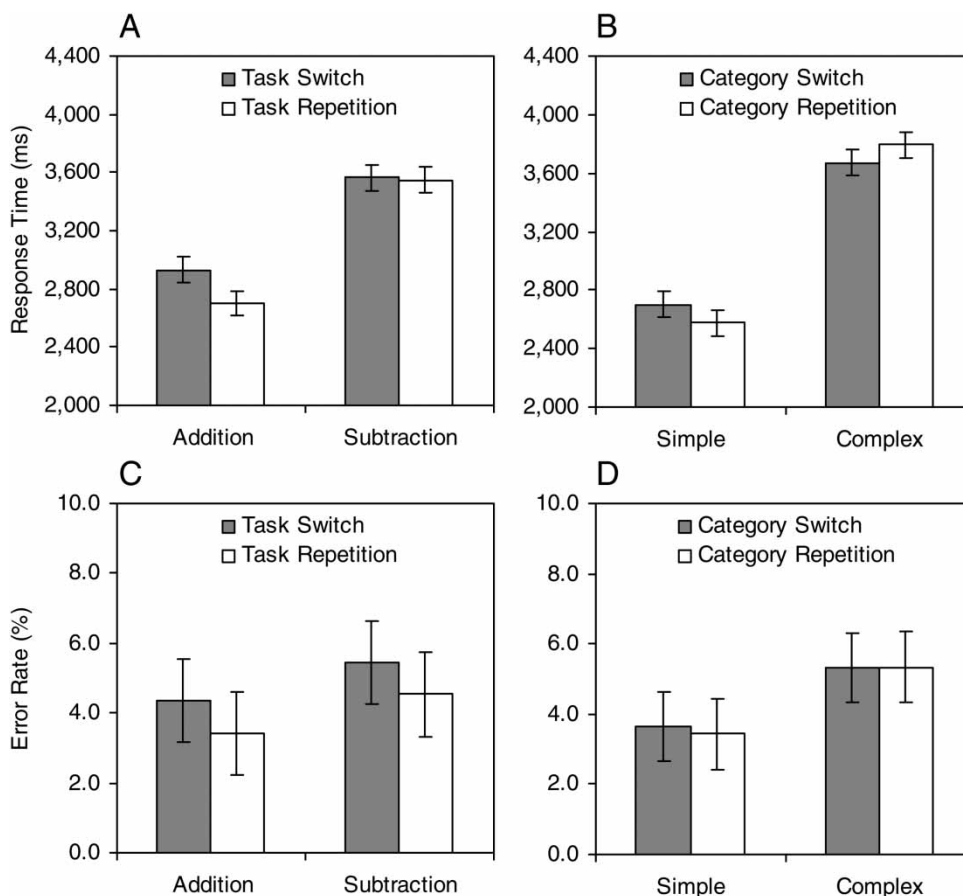 A
4,400
4,000
3,600
3,200
2,800
2,400
2,000
Response Time (ms)
Task Switch
Task Repetition
Addition Subtraction
B
4,400
4,000
3,600
3,200
2,800
2,400
2,000
Category Switch
Category Repetition
Simple Complex
C
10.0
8.0
6.0
4.0
2.0
0.0
Error Rate (%)
Task Switch
Task Repetition
Addition Subtraction
D
10.0
8.0
6.0
4.0
2.0
0.0
Category Switch
Category Repetition
Simple Complex